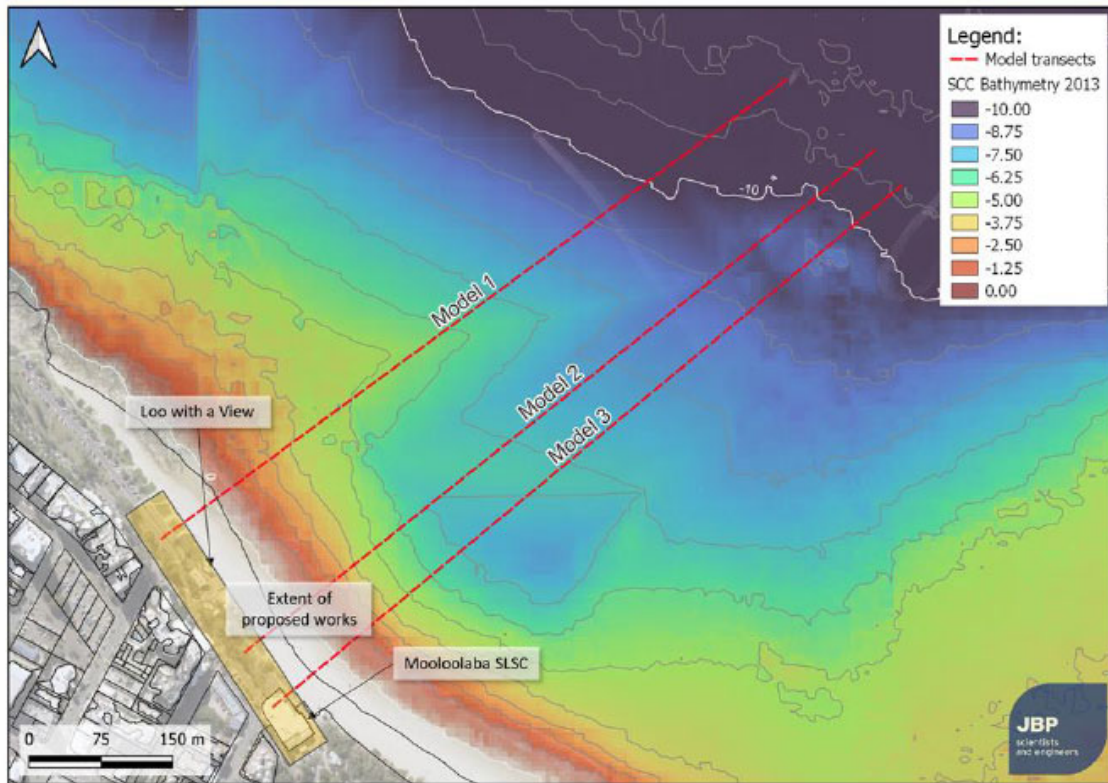 Legend:
Model transects
SCC Bathymetry 2013
-10.00
-8.75
-7.50
-6.25
-5.00
-3.75
-2.50
-1.25
0.00
-10
Model 1
Model 2
Model 3
Loo with a View
0
Extent of
proposed works
Mooloolaba SLSC
0 75 150 m
JBP
scientists
and engineers